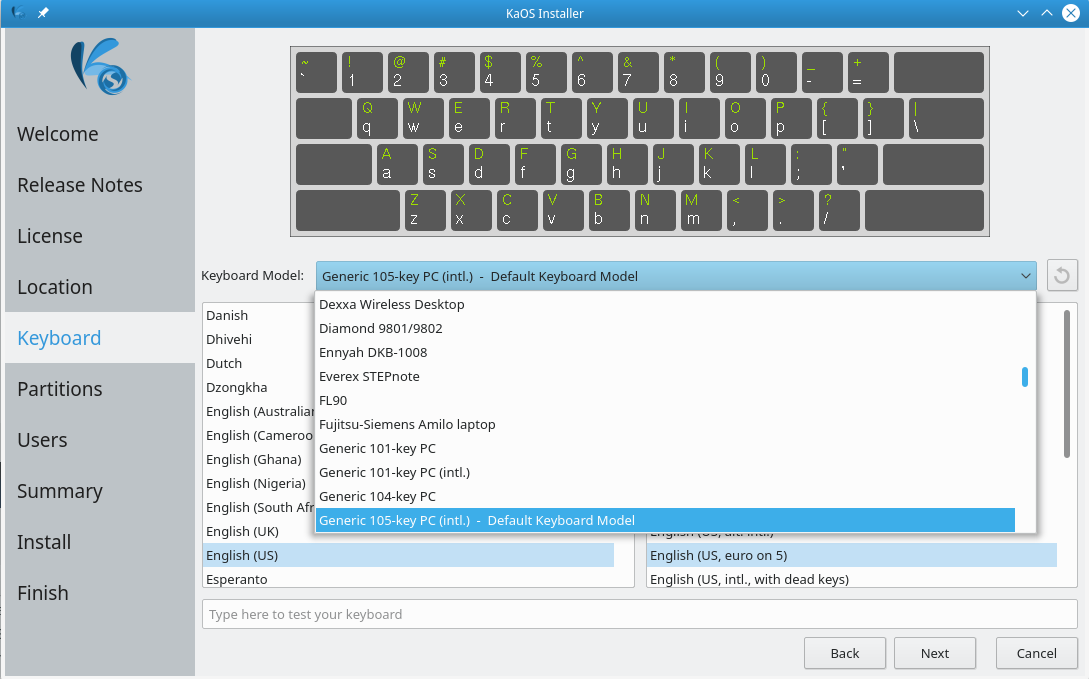 KaOS Installer
Welcome
Release Notes
License
Location
Keyboard
Partitions
Users
Summary
Install
Finish
~ ! @ # $ % ^ & * ( ) _ +
` 1 2 3 4 5 6 7 8 9 0 - =
Q W E R T Y U I O P { } |
q w e r t y u i o p [ ] \
A S D F G H J K L : "
a s d f g h j k l ; '
Z X C V B N M < > ?
z x c v b n m , . /
Keyboard Model: Generic 105-key PC (intl.) - Default Keyboard Model
Dexxa Wireless Desktop
Diamond 9801/9802
Ennyah DKB-1008
Everex STEPnote
FL90
Fujitsu-Siemens Amilo laptop
Generic 101-key PC
Generic 101-key PC (intl.)
Generic 104-key PC
Generic 105-key PC (intl.) - Default Keyboard Model
Danish
Dhivehi
Dutch
Dzongkha
English (Australian
English (Cameroo
English (Ghana)
English (Nigeria)
English (South Afr
English (UK)
English (US)
Esperanto
English (US, alt. intl.)
English (US, euro on 5)
English (US, intl., with dead keys)
Type here to test your keyboard
Back
Next
Cancel